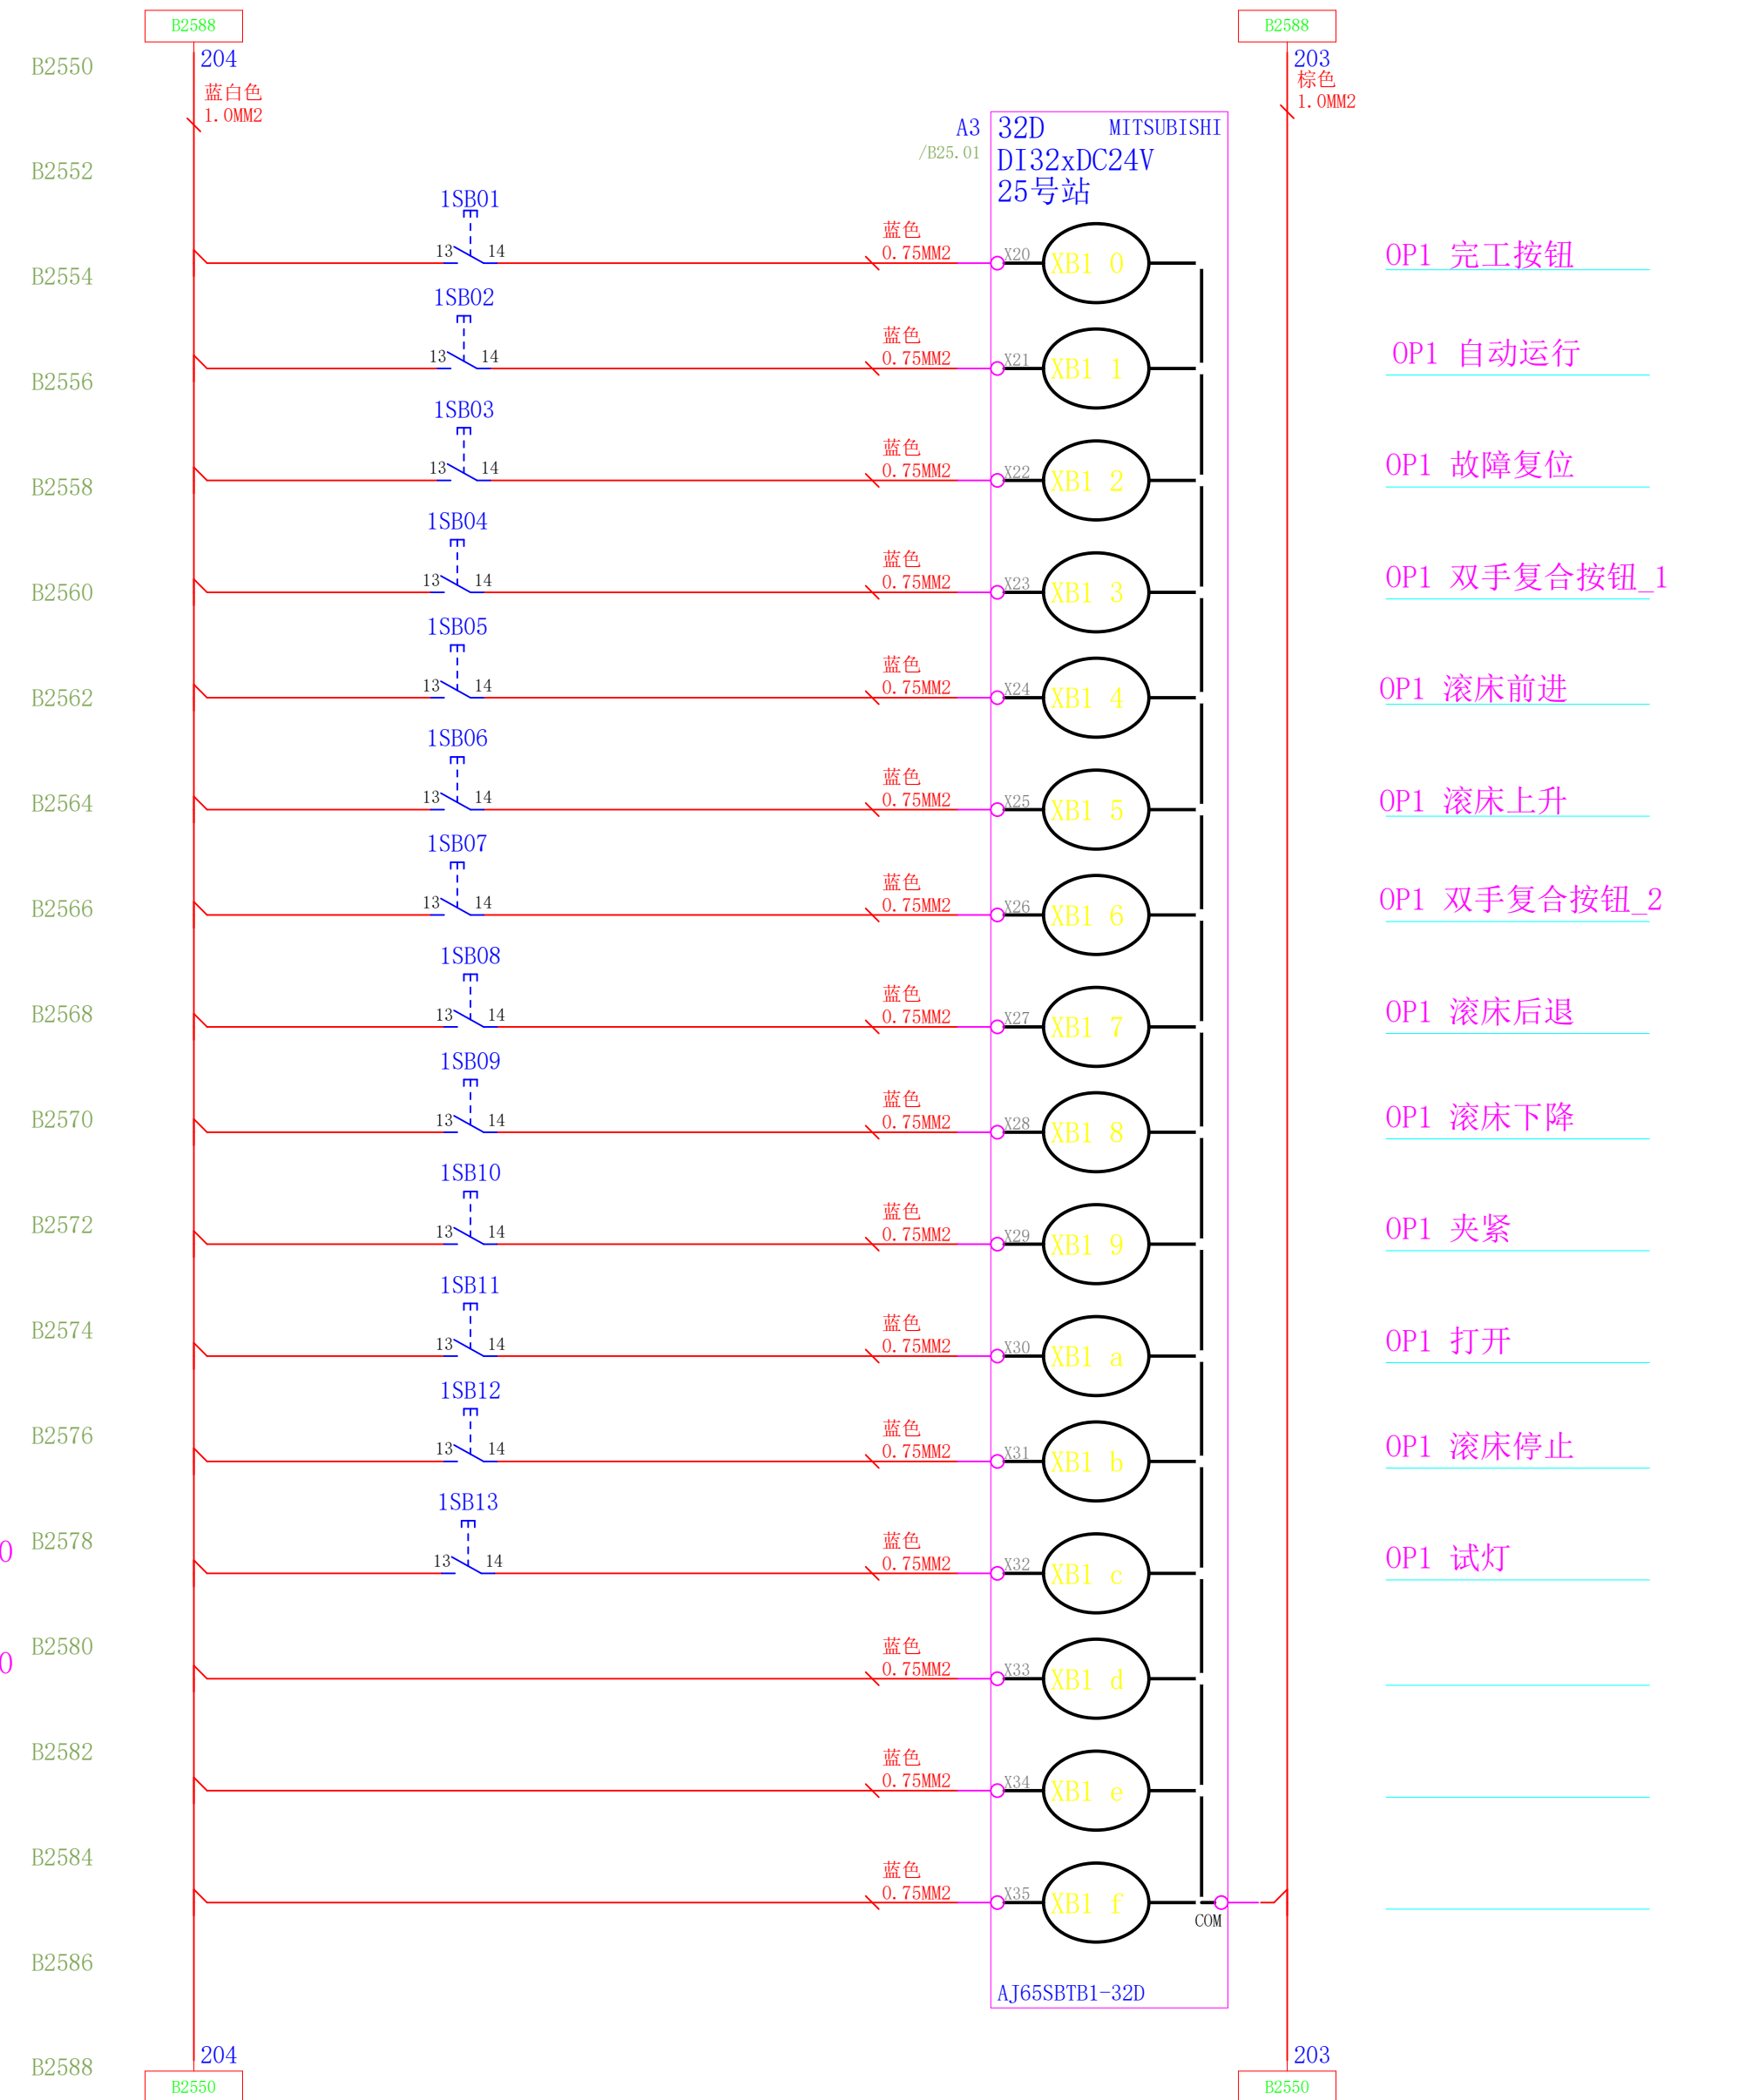 B2588
B2588
204
203
B2550
蓝白色
1.0MM2
棕色
1.0MM2
A3
/B25.01
32D MITSUBISHI
DI32xDC24V
25号站
B2552
1SB01
13 14
蓝色
0.75MM2
X20
XB1 0
OP1 完工按钮
B2554
1SB02
13 14
蓝色
0.75MM2
X21
XB1 1
OP1 自动运行
B2556
1SB03
13 14
蓝色
0.75MM2
X22
XB1 2
OP1 故障复位
B2558
1SB04
13 14
蓝色
0.75MM2
X23
XB1 3
OP1 双手复合按钮_1
B2560
1SB05
13 14
蓝色
0.75MM2
X24
XB1 4
OP1 滚床前进
B2562
1SB06
13 14
蓝色
0.75MM2
X25
XB1 5
OP1 滚床上升
B2564
1SB07
13 14
蓝色
0.75MM2
X26
XB1 6
OP1 双手复合按钮_2
B2566
1SB08
13 14
蓝色
0.75MM2
X27
XB1 7
OP1 滚床后退
B2568
1SB09
13 14
蓝色
0.75MM2
X28
XB1 8
OP1 滚床下降
B2570
1SB10
13 14
蓝色
0.75MM2
X29
XB1 9
OP1 夹紧
B2572
1SB11
13 14
蓝色
0.75MM2
X30
XB1 a
OP1 打开
B2574
1SB12
13 14
蓝色
0.75MM2
X31
XB1 b
OP1 滚床停止
B2576
1SB13
13 14
蓝色
0.75MM2
X32
XB1 c
OP1 试灯
0
B2578
蓝色
0.75MM2
X33
XB1 d
0
B2580
蓝色
0.75MM2
X34
XB1 e
B2582
蓝色
0.75MM2
X35
XB1 f
COM
B2584
B2586
AJ65SBTB1-32D
204
203
B2588
B2550
B2550